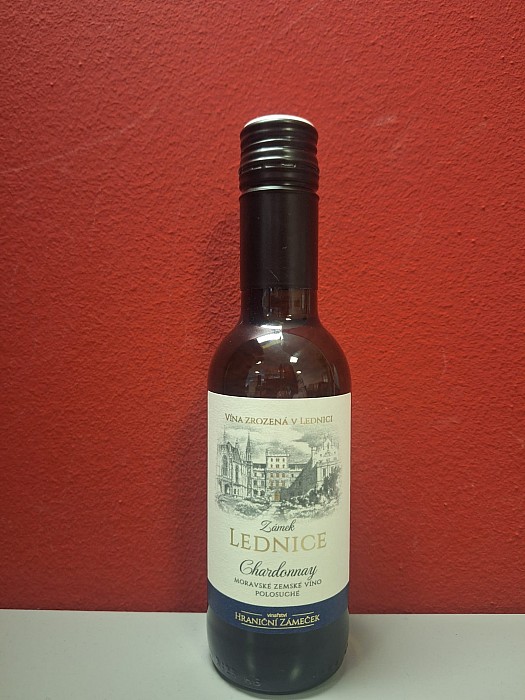 VÍNA ZROZENÁ V LEDNICI
Zámek
LEDNICE
Chardonnay
MORAVSKÉ ZEMSKÉ VÍNO
POLOSUCHÉ
vinařství
HRANIČNÍ ZÁMEČEK